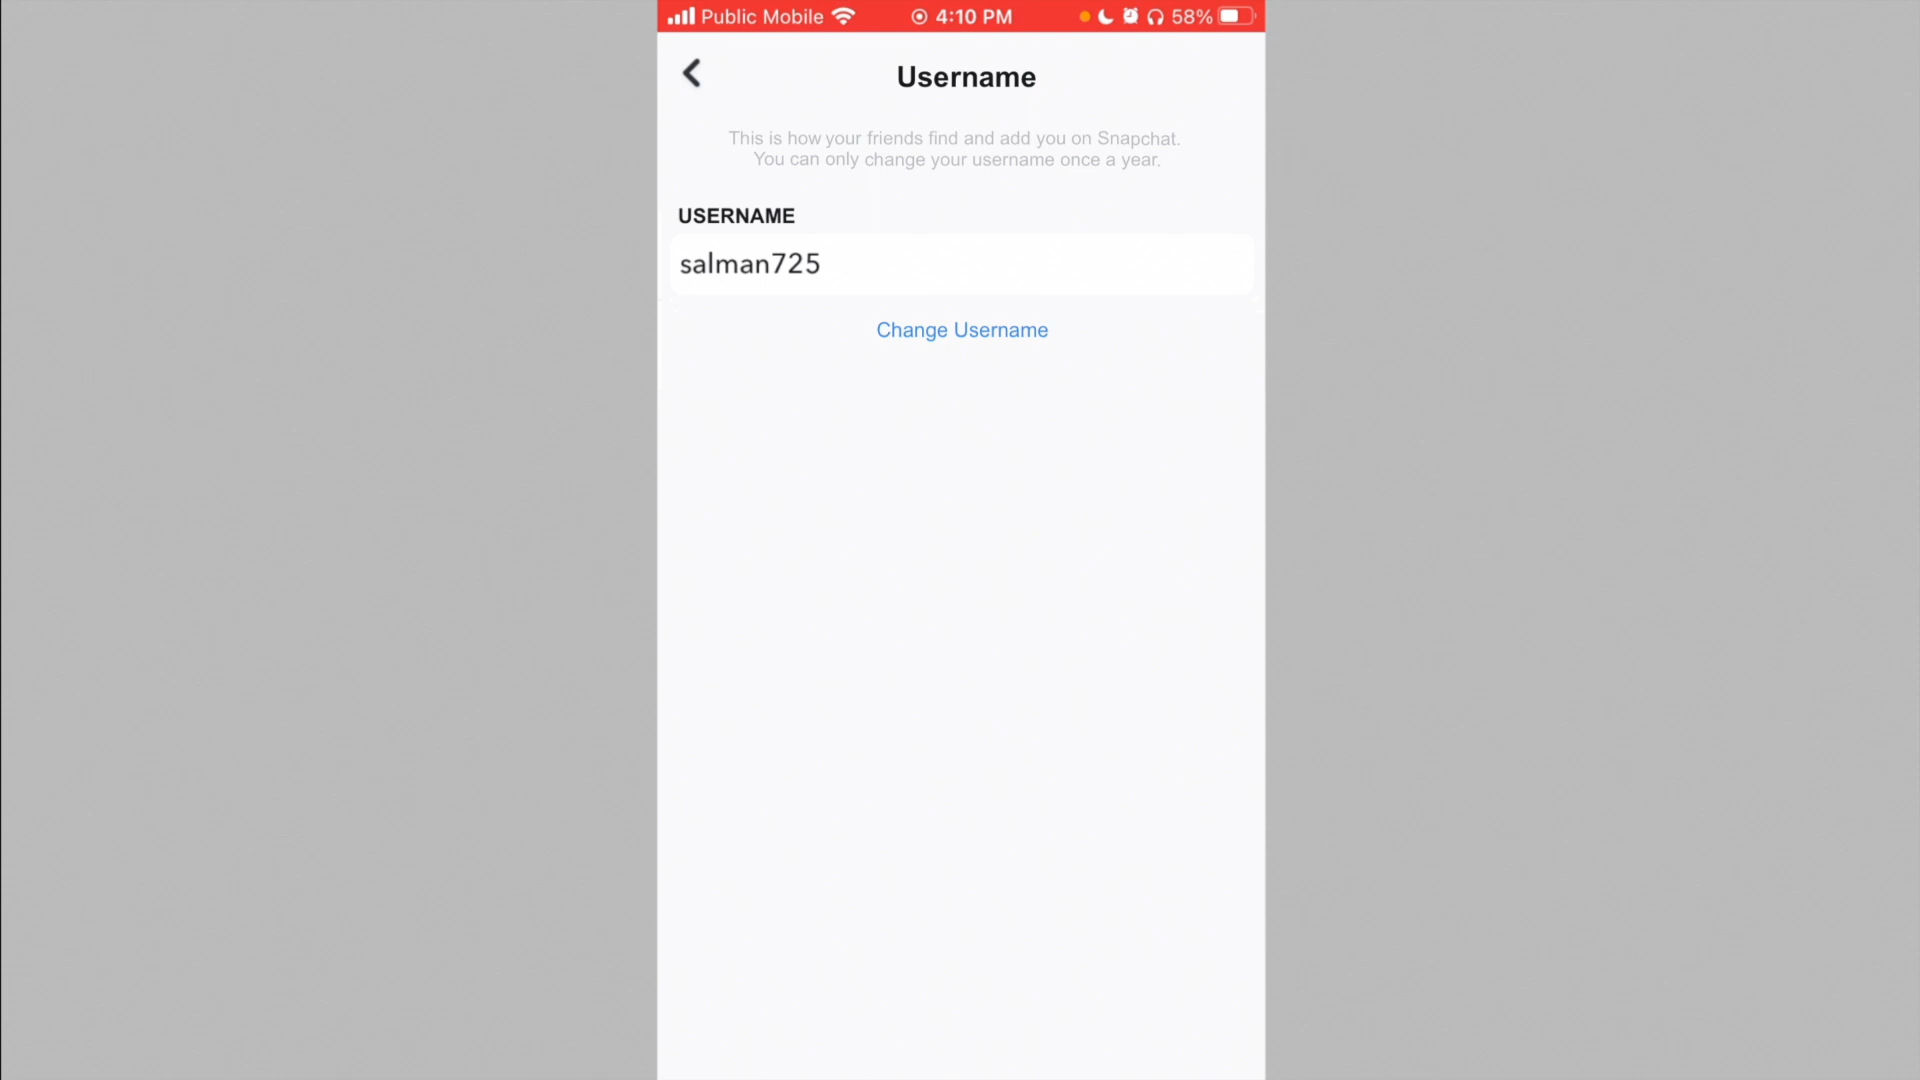 Public Mobile 4:10 PM 58%
Username
This is how your friends find and add you on Snapchat.
You can only change your username once a year.
USERNAME
salman725
Change Username